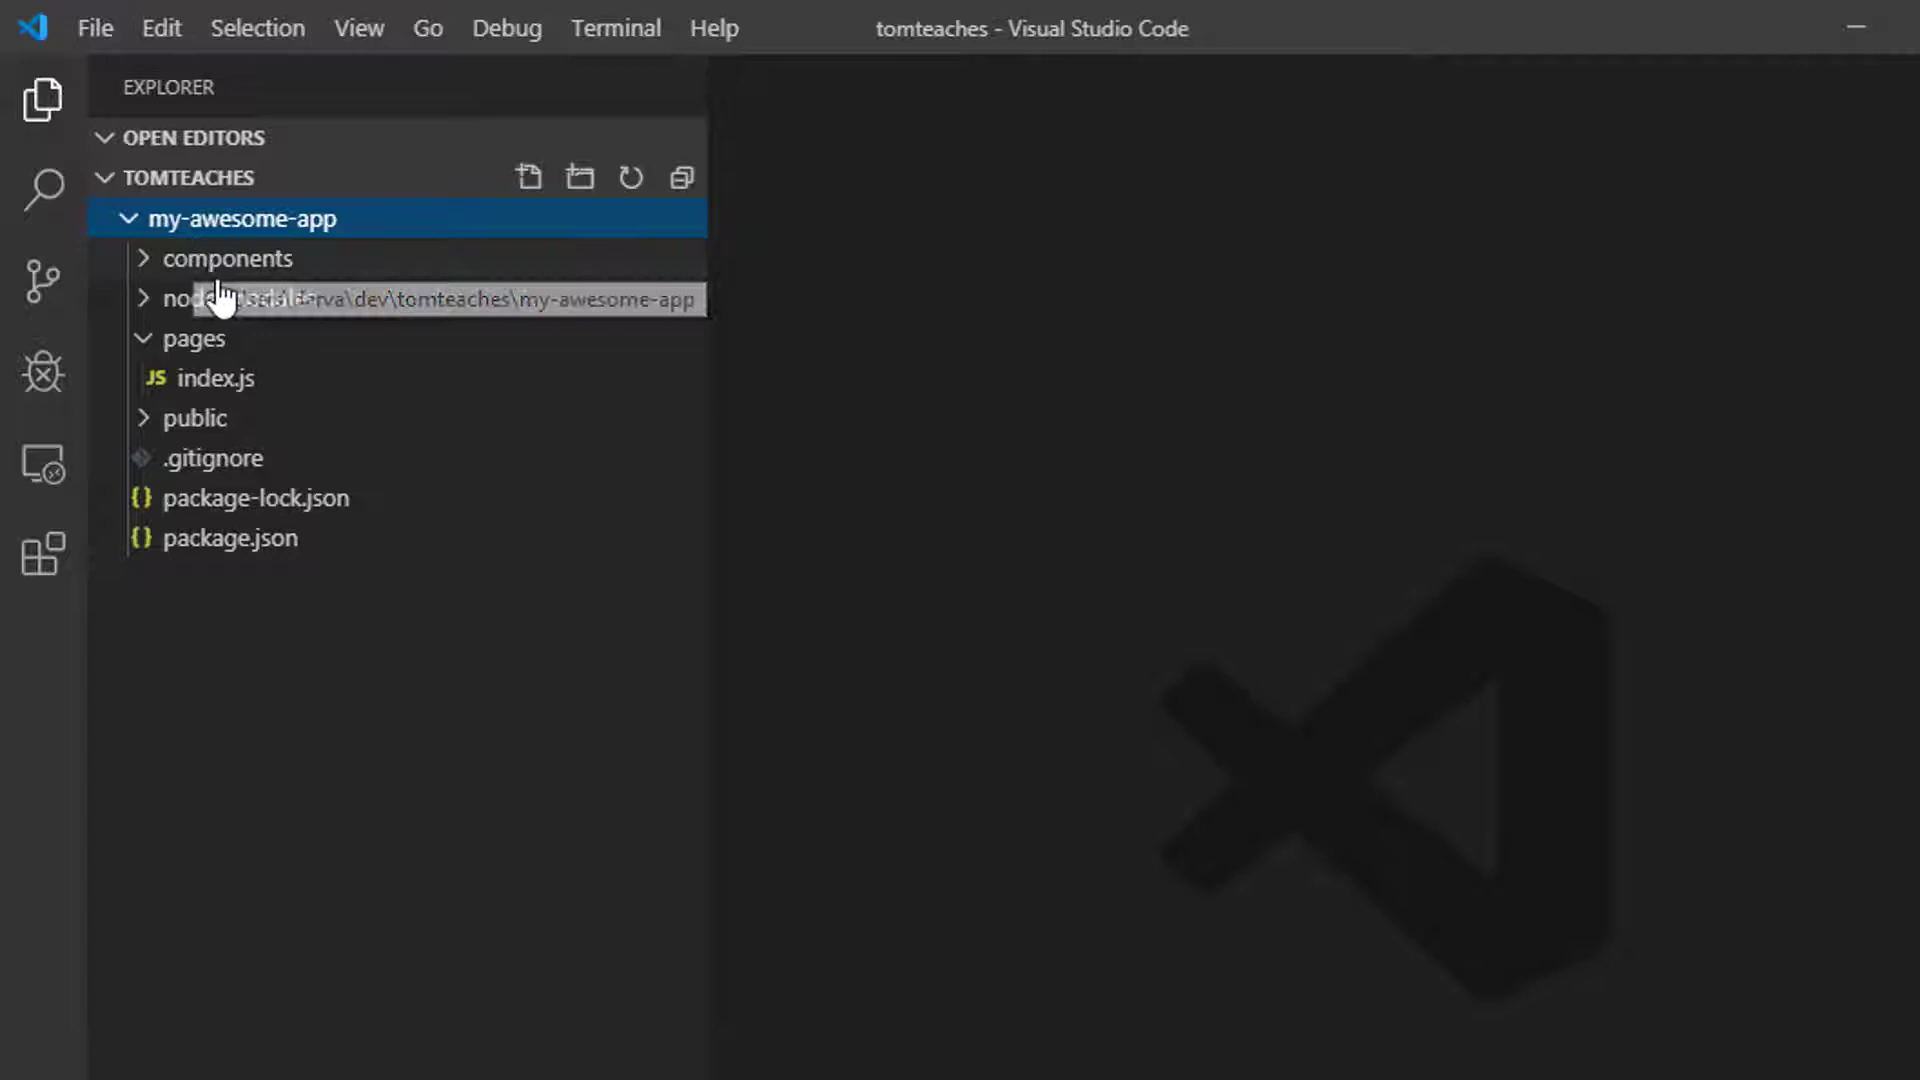 File Edit Selection View Go Debug Terminal Help tomteaches - Visual Studio Code
EXPLORER
OPEN EDITORS
TOMTEACHES
my-awesome-app
components
\dev\tomteaches\my-awesome-app
pages
JS index.js
public
.gitignore
{} package-lock.json
{} package.json